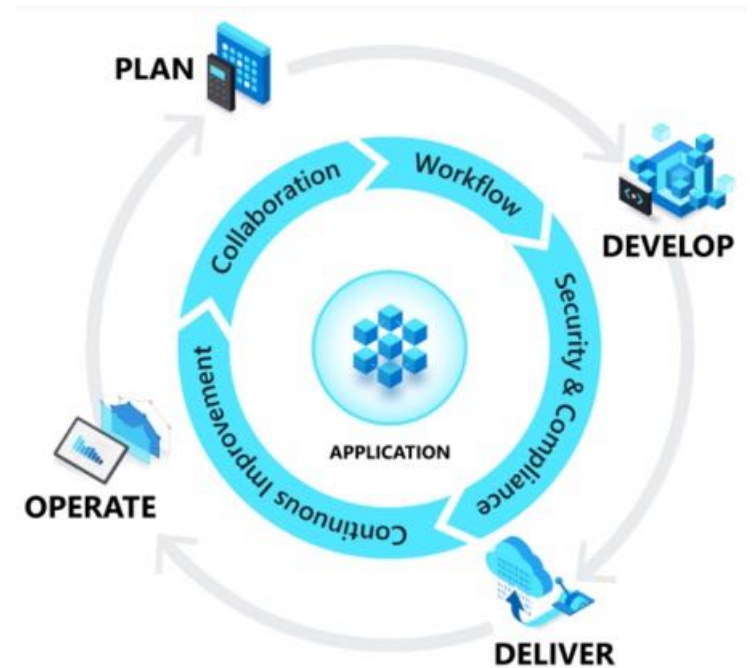 PLAN
DEVELOP
DELIVER
OPERATE
Collaboration
Workflow
Security & Compliance
Continuous Improvement
APPLICATION